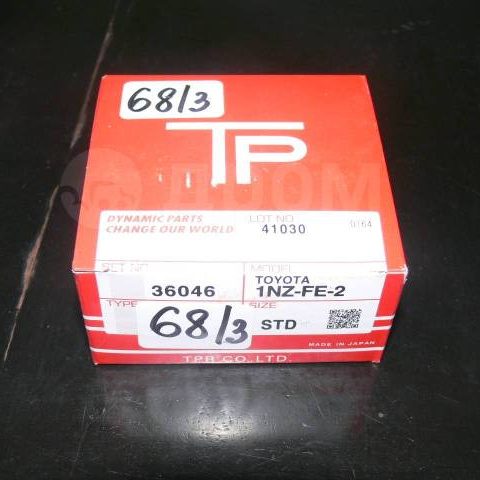 68/3
TP
DYNAMIC PARTS
CHANGE OUR WORLD
LOT NO
41030
0164
SET NO
36046
MODEL
TOYOTA
1NZ-FE-2
TYPE
68/3
SIZE
STD
MADE IN JAPAN
TPR CO.,LTD.